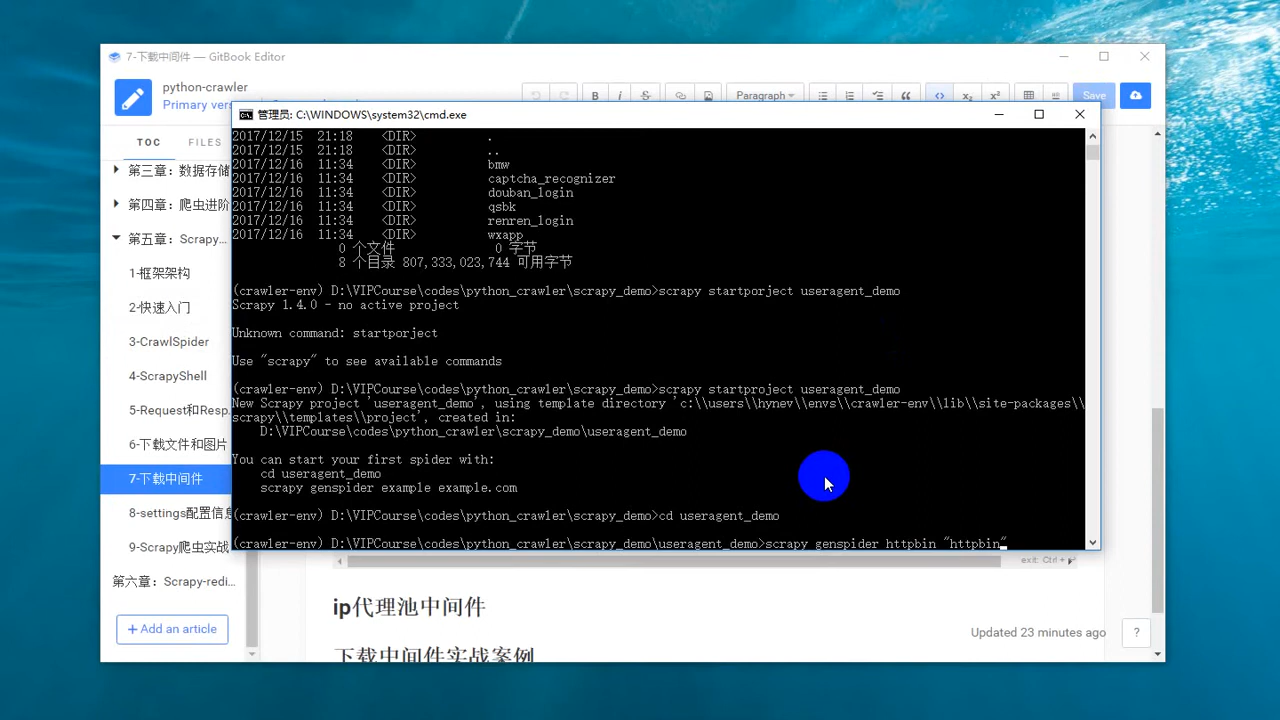 7-下载中间件 — GitBook Editor
python-crawler
Primary ver
B i S Paragraph Save
TOC FILES
第三章：数据存储
第四章：爬虫进阶
第五章：Scrapy...
1-框架架构
2-快速入门
3-CrawlSpider
4-ScrapyShell
5-Request和Resp.
6-下载文件和图片
7-下载中间件
8-settings配置信息
9-Scrapy爬虫实战
第六章：Scrapy-redi...
+ Add an article
管理员: C:\WINDOWS\system32\cmd.exe
2017/12/15 21:18 <DIR> .
2017/12/15 21:18 <DIR> ..
2017/12/16 11:34 <DIR> bmw
2017/12/16 11:34 <DIR> captcha_recognizer
2017/12/16 11:34 <DIR> douban_login
2017/12/16 11:34 <DIR> qsbk
2017/12/16 11:34 <DIR> renren_login
2017/12/16 11:34 <DIR> wxapp
0 个文件 0 字节
8 个目录 807,333,023,744 可用字节
(crawler-env) D:\VIPCourse\codes\python_crawler\scrapy_demo>scrapy startporject useragent_demo
Scrapy 1.4.0 - no active project
Unknown command: startporject
Use "scrapy" to see available commands
(crawler-env) D:\VIPCourse\codes\python_crawler\scrapy_demo>scrapy startproject useragent_demo
New Scrapy project 'useragent_demo', using template directory 'c:\\users\\hynev\\envs\\crawler-env\\lib\\site-packages\\
scrapy\\templates\\project', created in:
D:\VIPCourse\codes\python_crawler\scrapy_demo\useragent_demo
You can start your first spider with:
cd useragent_demo
scrapy genspider example example.com
(crawler-env) D:\VIPCourse\codes\python_crawler\scrapy_demo>cd useragent_demo
(crawler-env) D:\VIPCourse\codes\python_crawler\scrapy_demo\useragent_demo>scrapy genspider httpbin "httpbin"
exit: Ctrl + ↵
ip代理池中间件
Updated 23 minutes ago
?
下载中间件实战案例